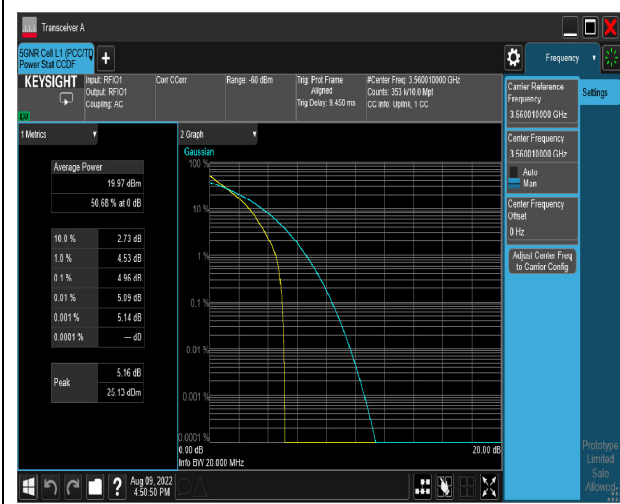 Transceiver A
5GNR Cell L1 (PCC/TD
Power Stat CCDF
+
Frequency
KEYSIGHT
Input: RFIO1
Output: RFIO1
Coupling: AC
Corr CCorr
Range: -60 dBm
Trig: Prot Frame
Aligned
Trig Delay: 9.450 ms
#Center Freq: 3.560010000 GHz
Counts: 353 k/10.0 Mpt
CC Info: Uplink, 1 CC
Carrier Reference
Frequency
3.560010000 GHz
Settings
Center Frequency
3.560010000 GHz
Auto
Man
Center Frequency
Offset
0 Hz
Adjust Center Freq
to Carrier Config
1 Metrics
Average Power
19.97 dBm
50.68 % at 0 dB
10.0 % 2.73 dB
1.0 % 4.53 dB
0.1 % 4.96 dB
0.01 % 5.09 dB
0.001 % 5.14 dB
0.0001 % --- dB
Peak
5.16 dB
25.13 dBm
2 Graph
Gaussian
100 %
10 %
1 %
0.1 %
0.01 %
0.001 %
0.0001 %
0.00 dB 20.00 dB
Info BW 20.000 MHz
Prototype
Limited
Salo
Allowed
?
Aug 09, 2022
4:50:50 PM